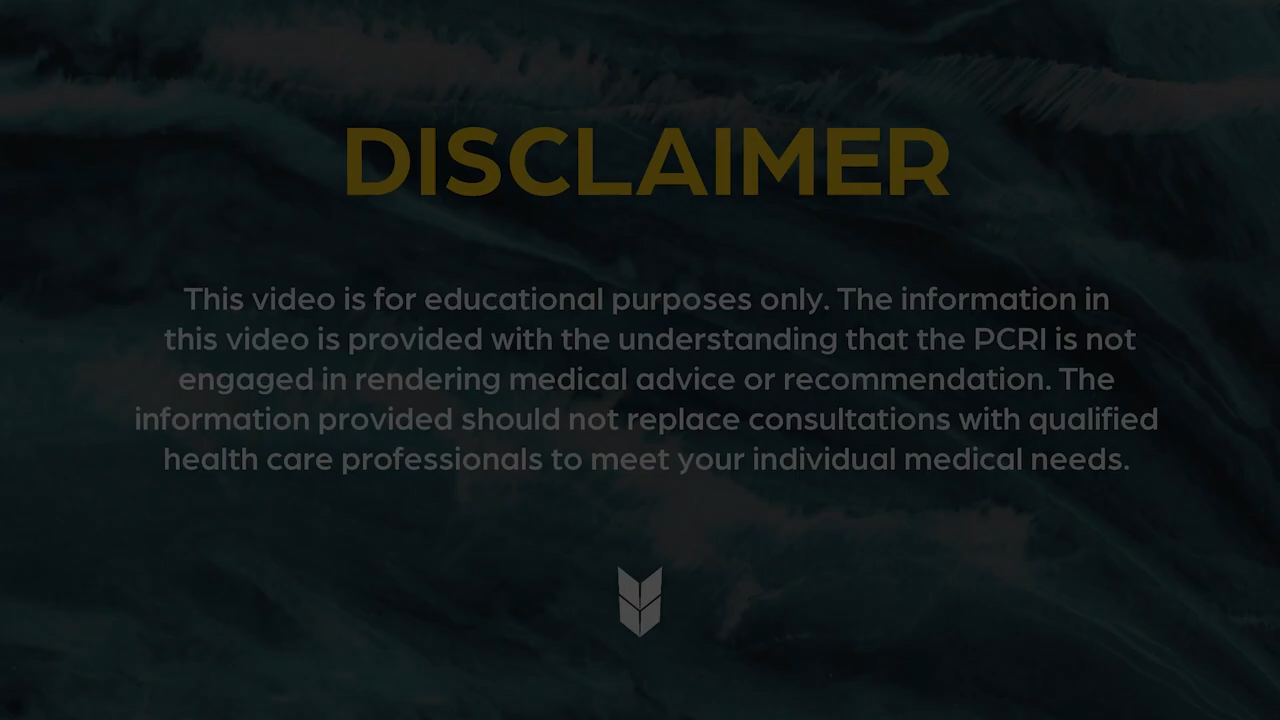 DISCLAIMER
This video is for educational purposes only. The information in
this video is provided with the understanding that the PCRI is not
engaged in rendering medical advice or recommendation. The
information provided should not replace consultations with qualified
health care professionals to meet your individual medical needs.